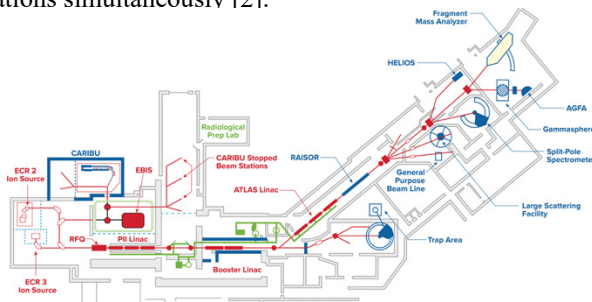 ations simultaneously [2].
Fragment
Mass Analyzer
HELIOS
AGFA
Gammasphere
Radiological
Prep Lab
CARIBU
EBIS
CARIBU Stopped
Beam Stations
RAISOR
Split-Pole
Spectrometer
ECR 2
Ion Source
General
Purpose
Beam Line
ATLAS Linac
Large Scattering
Facility
RFQ
PII Linac
Trap Area
Booster Linac
ECR 3
Ion Source